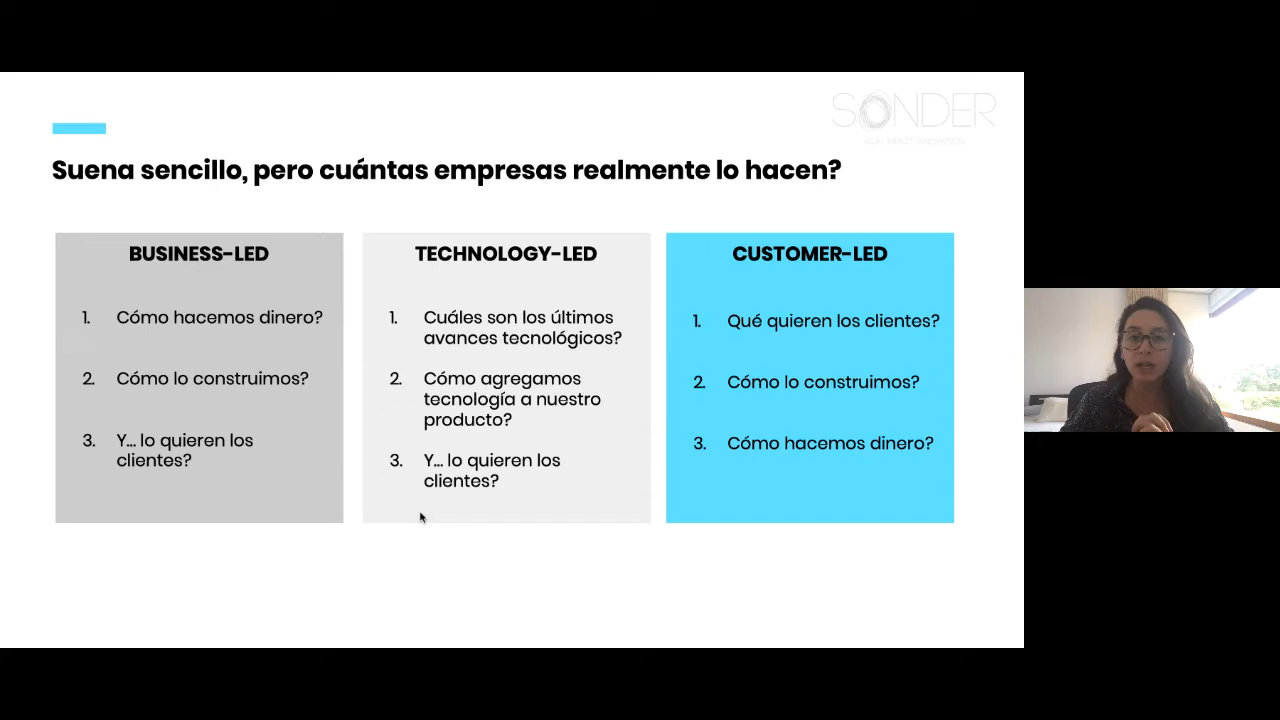 SONDER
HIGH IMPACT INNOVATION
Suena sencillo, pero cuántas empresas realmente lo hacen?
BUSINESS-LED
1. Cómo hacemos dinero?
2. Cómo lo construimos?
3. Y... lo quieren los
clientes?
TECHNOLOGY-LED
1. Cuáles son los últimos
avances tecnológicos?
2. Cómo agregamos
tecnología a nuestro
producto?
3. Y... lo quieren los
clientes?
CUSTOMER-LED
1. Qué quieren los clientes?
2. Cómo lo construimos?
3. Cómo hacemos dinero?